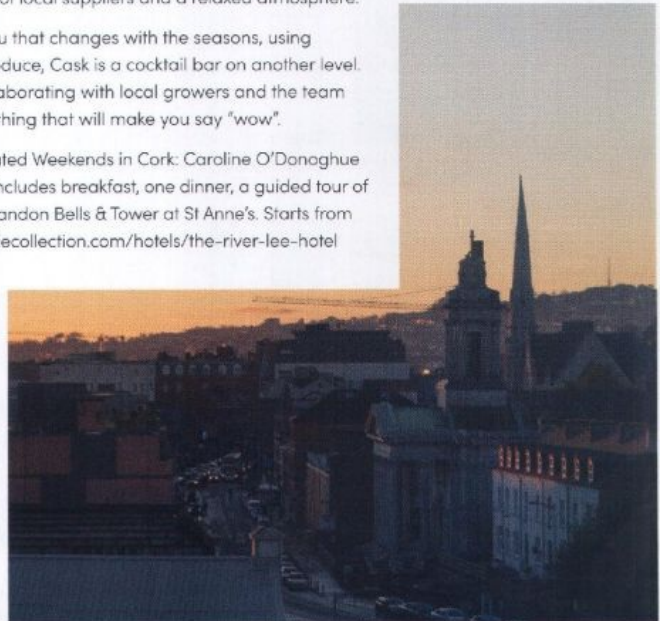 of local suppliers and a relaxed atmosphere.
u that changes with the seasons, using
duce, Cask is a cocktail bar on another level.
aborating with local growers and the team
thing that will make you say “wow”.
ated Weekends in Cork: Caroline O’Donoghue
ncludes breakfast, one dinner, a guided tour of
andon Bells & Tower at St Anne’s. Starts from
ecollection.com/hotels/the-river-lee-hotel